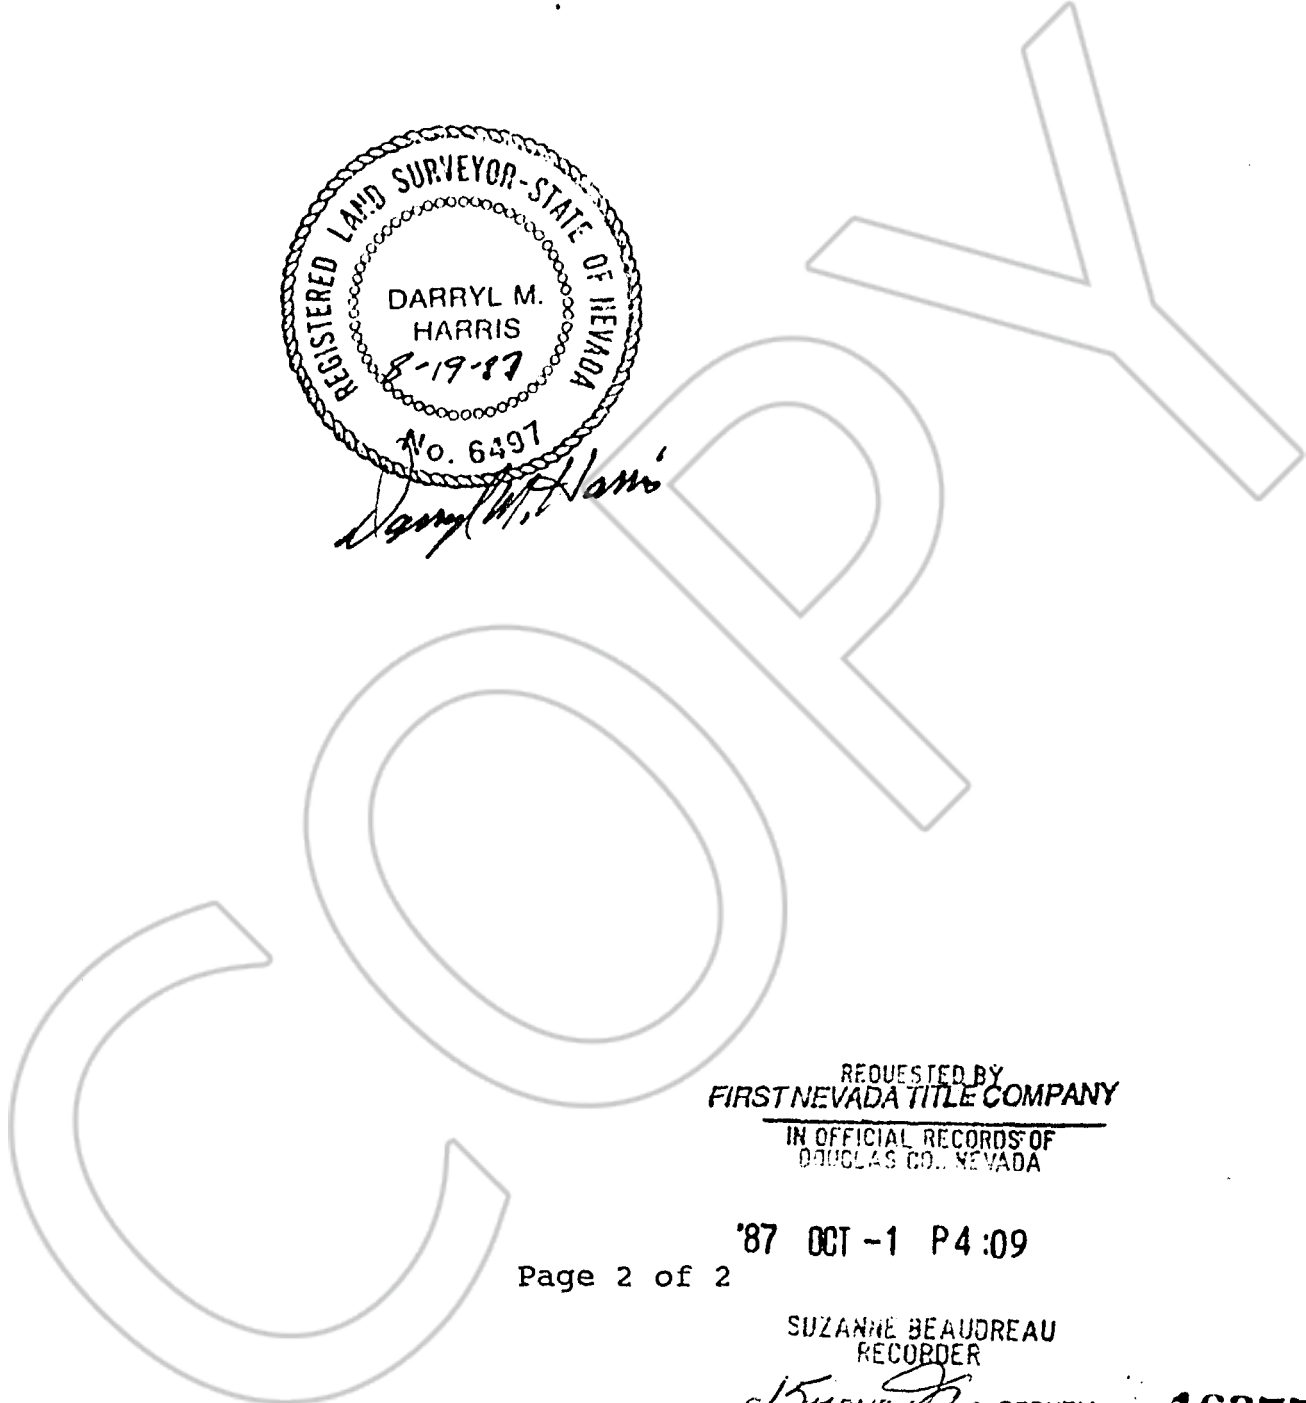 REGISTERED LAND SURVEYOR-STATE OF NEVADA
DARRYL M.
HARRIS
8-19-87
No. 6497
Darryl M. Harris
COPY
REQUESTED BY
FIRST NEVADA TITLE COMPANY
IN OFFICIAL RECORDS OF
DOUGLAS CO., NEVADA
'87 OCT -1 P4:09
Page 2 of 2
SUZANNE BEAUDREAU
RECORDER